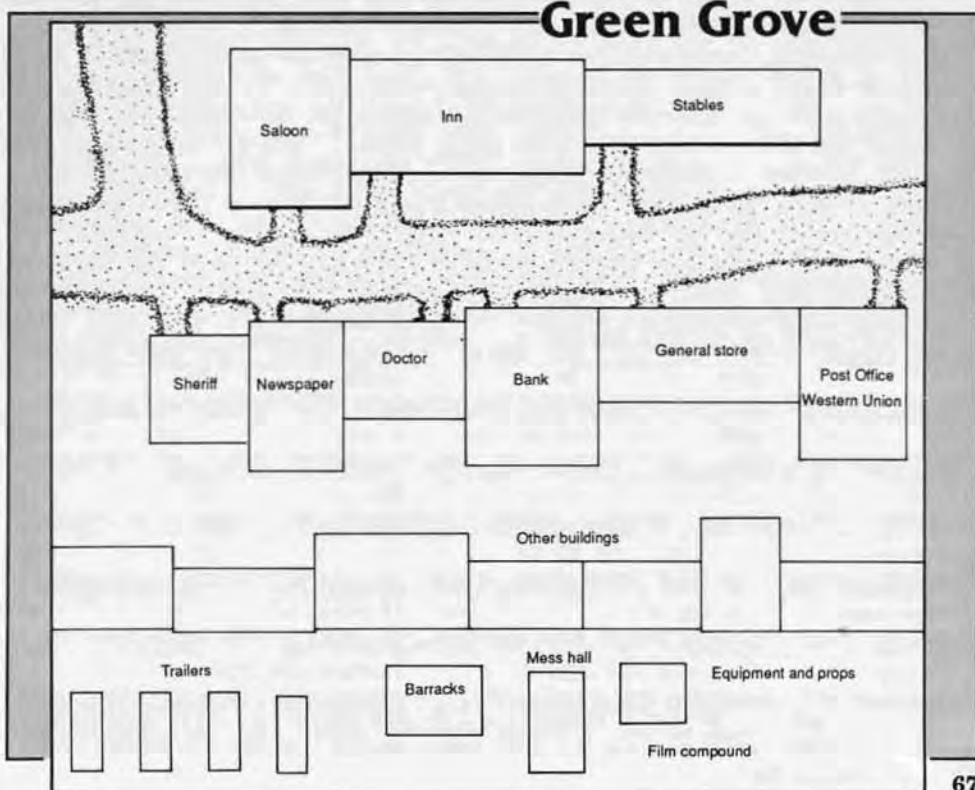 Green Grove
Saloon
Inn
Stables
Sheriff
Newspaper
Doctor
Bank
General store
Post Office
Western Union
Other buildings
Trailers
Barracks
Mess hall
Equipment and props
Film compound
67